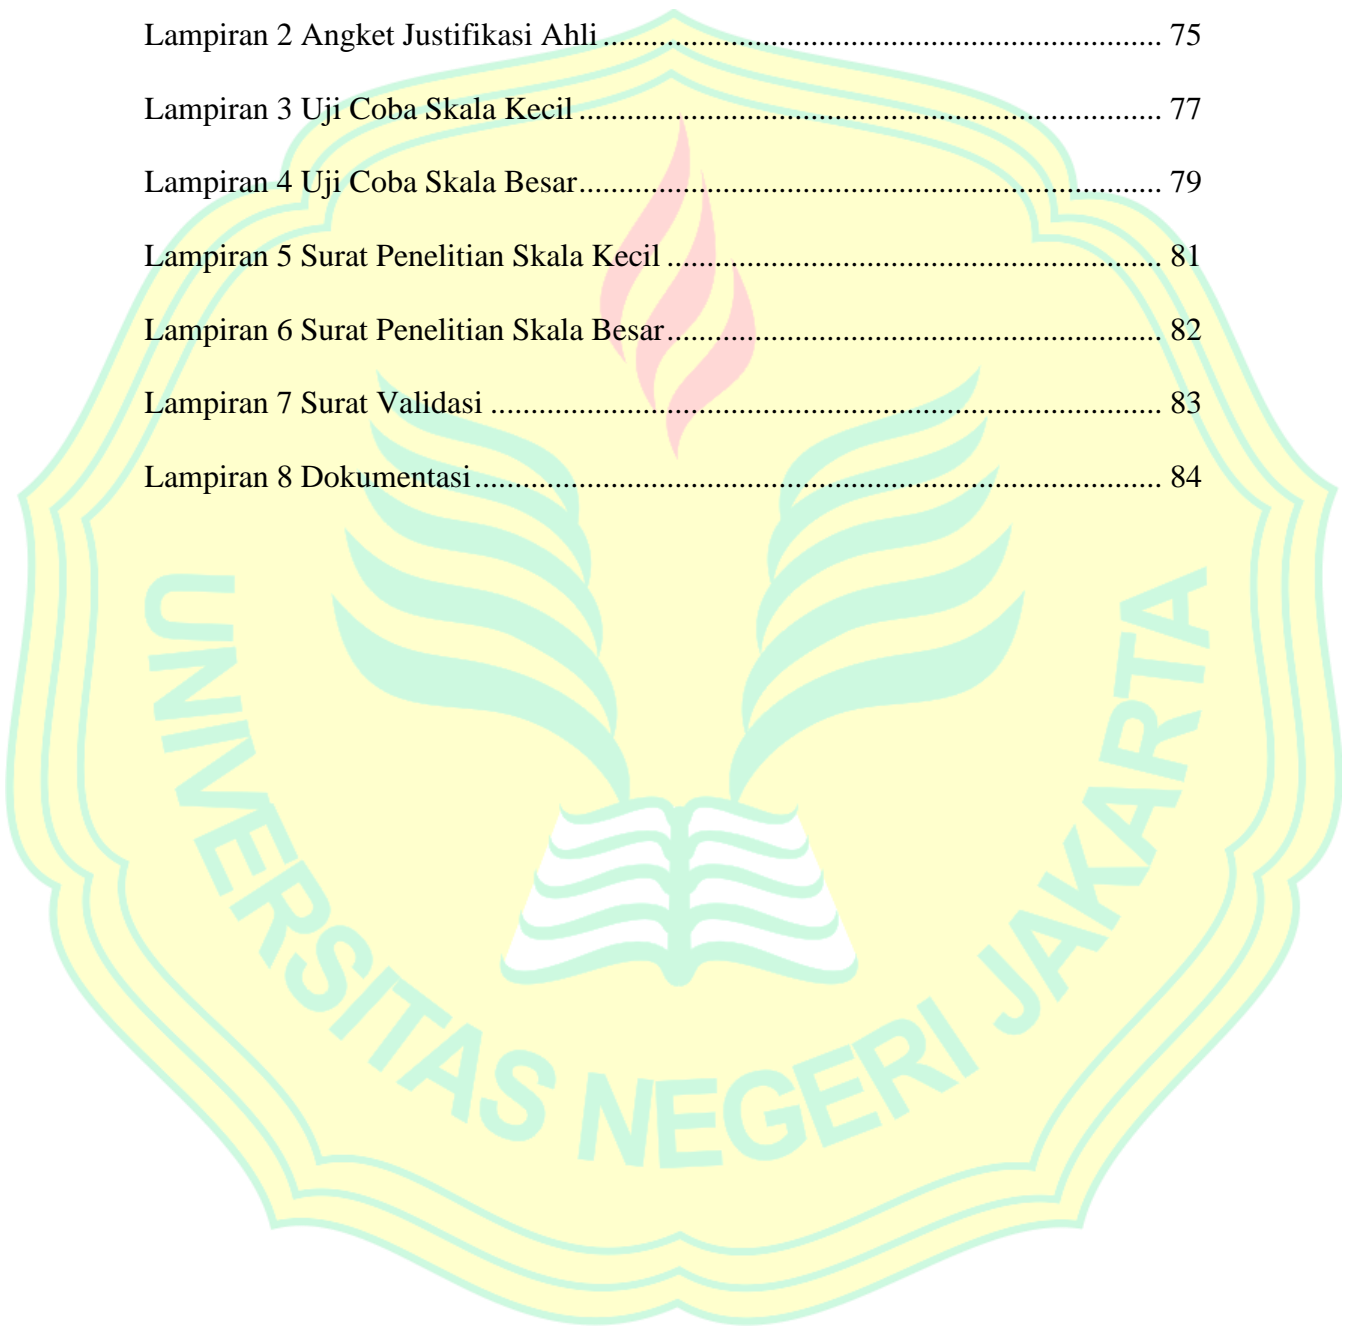 Lampiran 2 Angket Justifikasi Ahli ........................................................................ 75
Lampiran 3 Uji Coba Skala Kecil .......................................................................... 77
Lampiran 4 Uji Coba Skala Besar.......................................................................... 79
Lampiran 5 Surat Penelitian Skala Kecil ............................................................... 81
Lampiran 6 Surat Penelitian Skala Besar............................................................... 82
Lampiran 7 Surat Validasi ..................................................................................... 83
Lampiran 8 Dokumentasi....................................................................................... 84
UNIVERSITAS NEGERI JAKARTA